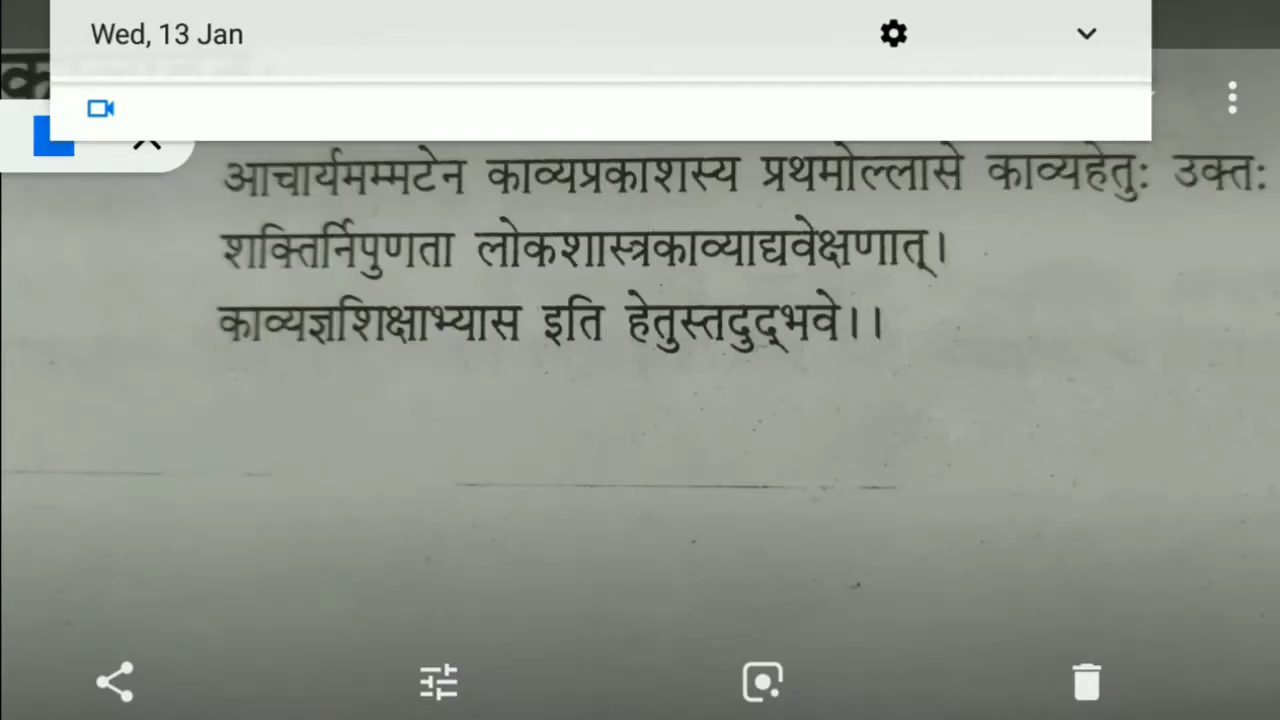 Wed, 13 Jan
आचार्यमम्मटेन काव्यप्रकाशस्य प्रथमोल्लासे काव्यहेतुः उक्तः
शक्तिर्निपुणता लोकशास्त्रकाव्याद्यवेक्षणात्।
काव्यज्ञशिक्षाभ्यास इति हेतुस्तदुद्भवे।।